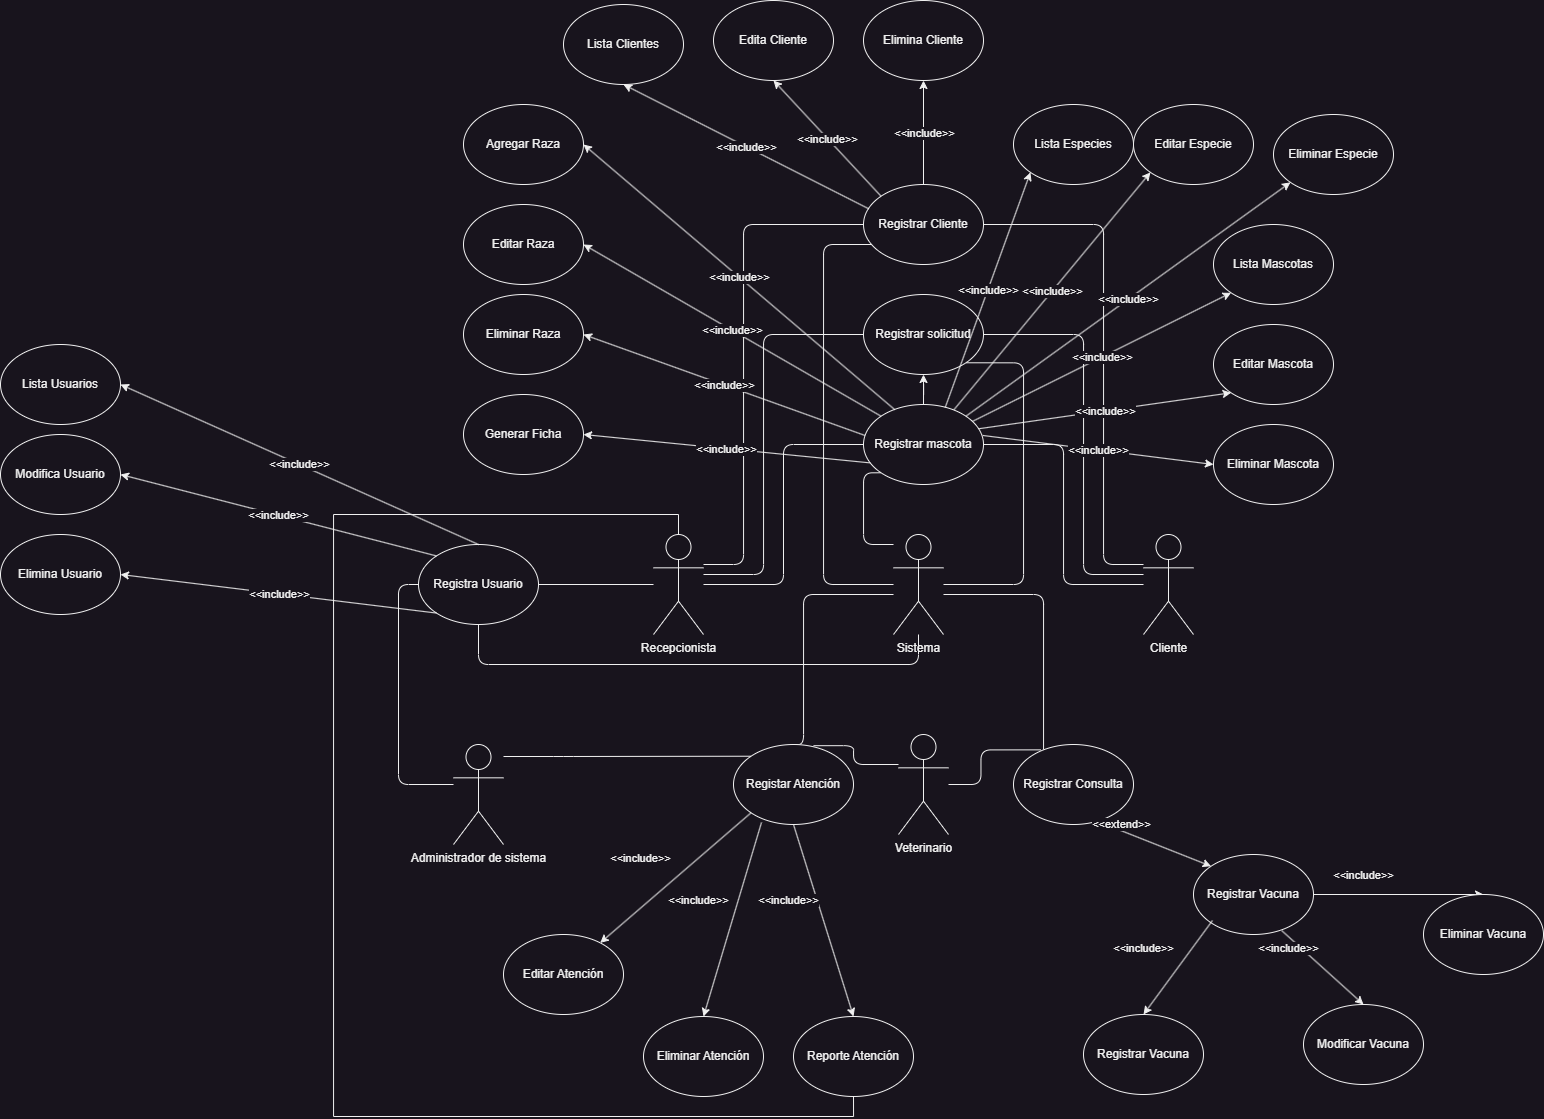 Lista Clientes
Edita Cliente
Elimina Cliente
<<include>>
<<include>>
<<include>>
Agregar Raza
Lista Especies
Editar Especie
Eliminar Especie
Registrar Cliente
Editar Raza
Lista Mascotas
<<include>>
<<include>>
<<include>>
<<include>>
Eliminar Raza
<<include>>
Registrar solicitud
<<include>>
Editar Mascota
Lista Usuarios
<<include>>
<<include>>
Generar Ficha
<<include>>
Registrar mascota
<<include>>
Eliminar Mascota
<<include>>
Modifica Usuario
<<include>>
Elimina Usuario
<<include>>
Registra Usuario
Recepcionista
Sistema
Cliente
Administrador de sistema
Registar Atención
Veterinario
Registrar Consulta
<<extend>>
<<include>>
<<include>>
<<include>>
Registrar Vacuna
<<include>>
Eliminar Vacuna
<<include>>
<<include>>
Editar Atención
Eliminar Atención
Reporte Atención
Registrar Vacuna
Modificar Vacuna